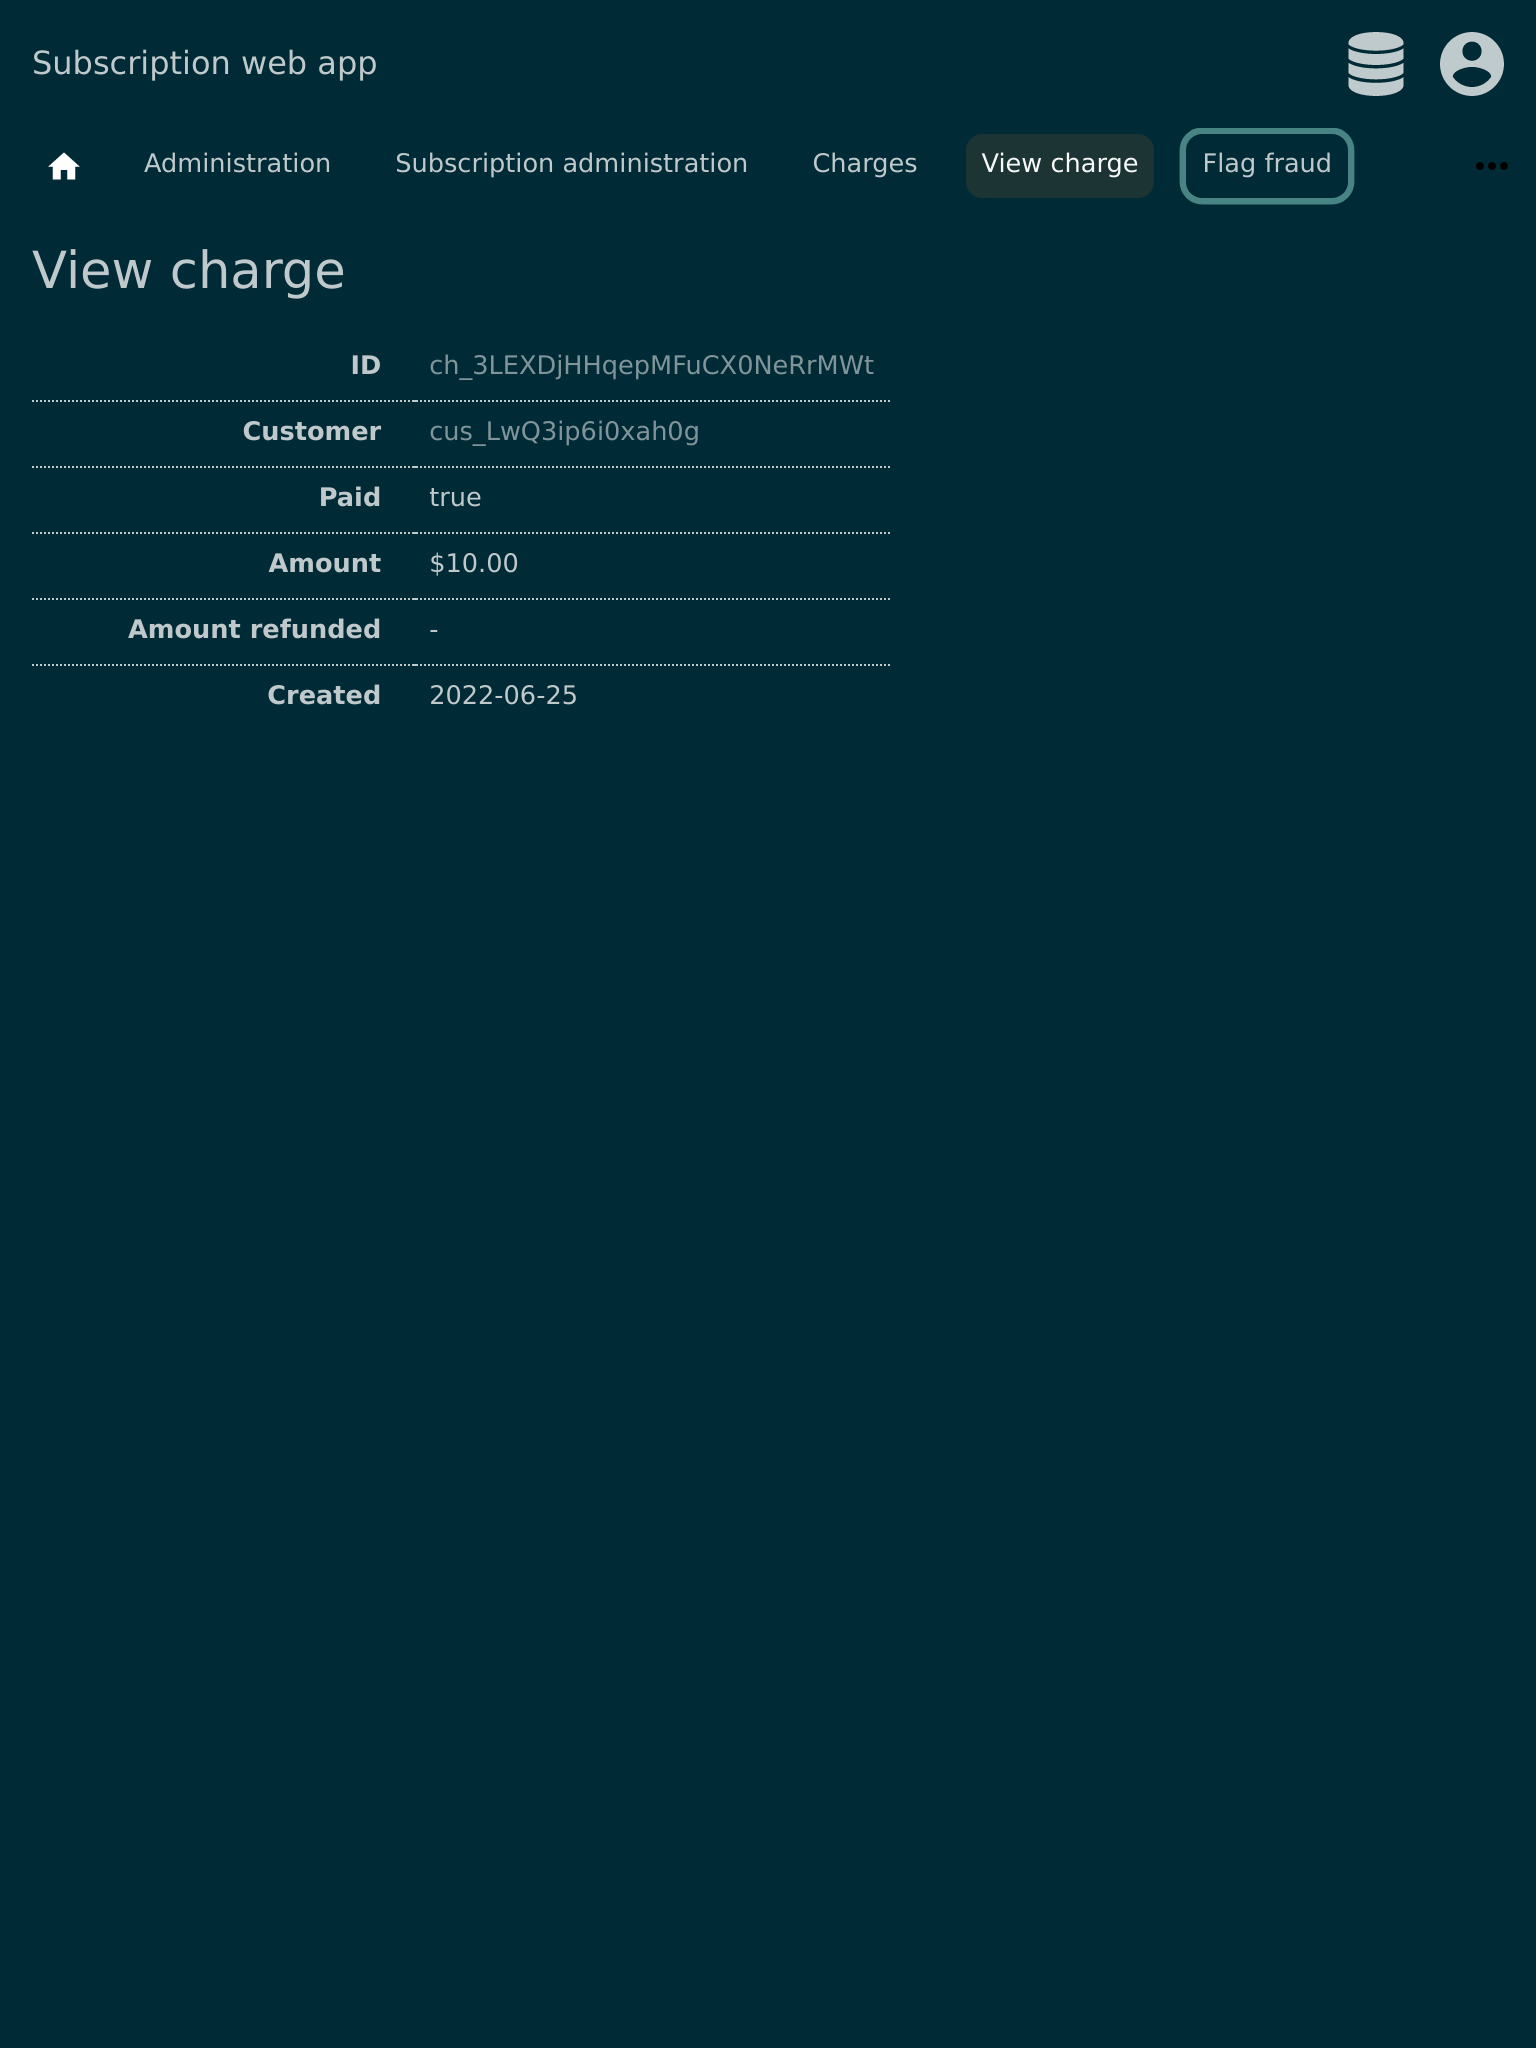 Subscription web app
Administration Subscription administration Charges View charge Flag fraud
View charge
ID ch_3LEXDjHHqepMFuCX0NeRrMWt
Customer cus_LwQ3ip6i0xah0g
Paid true
Amount $10.00
Amount refunded -
Created 2022-06-25